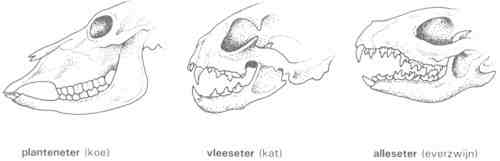 planteneter (koe)
vleeseter (kat)
alleseter (everzwijn)